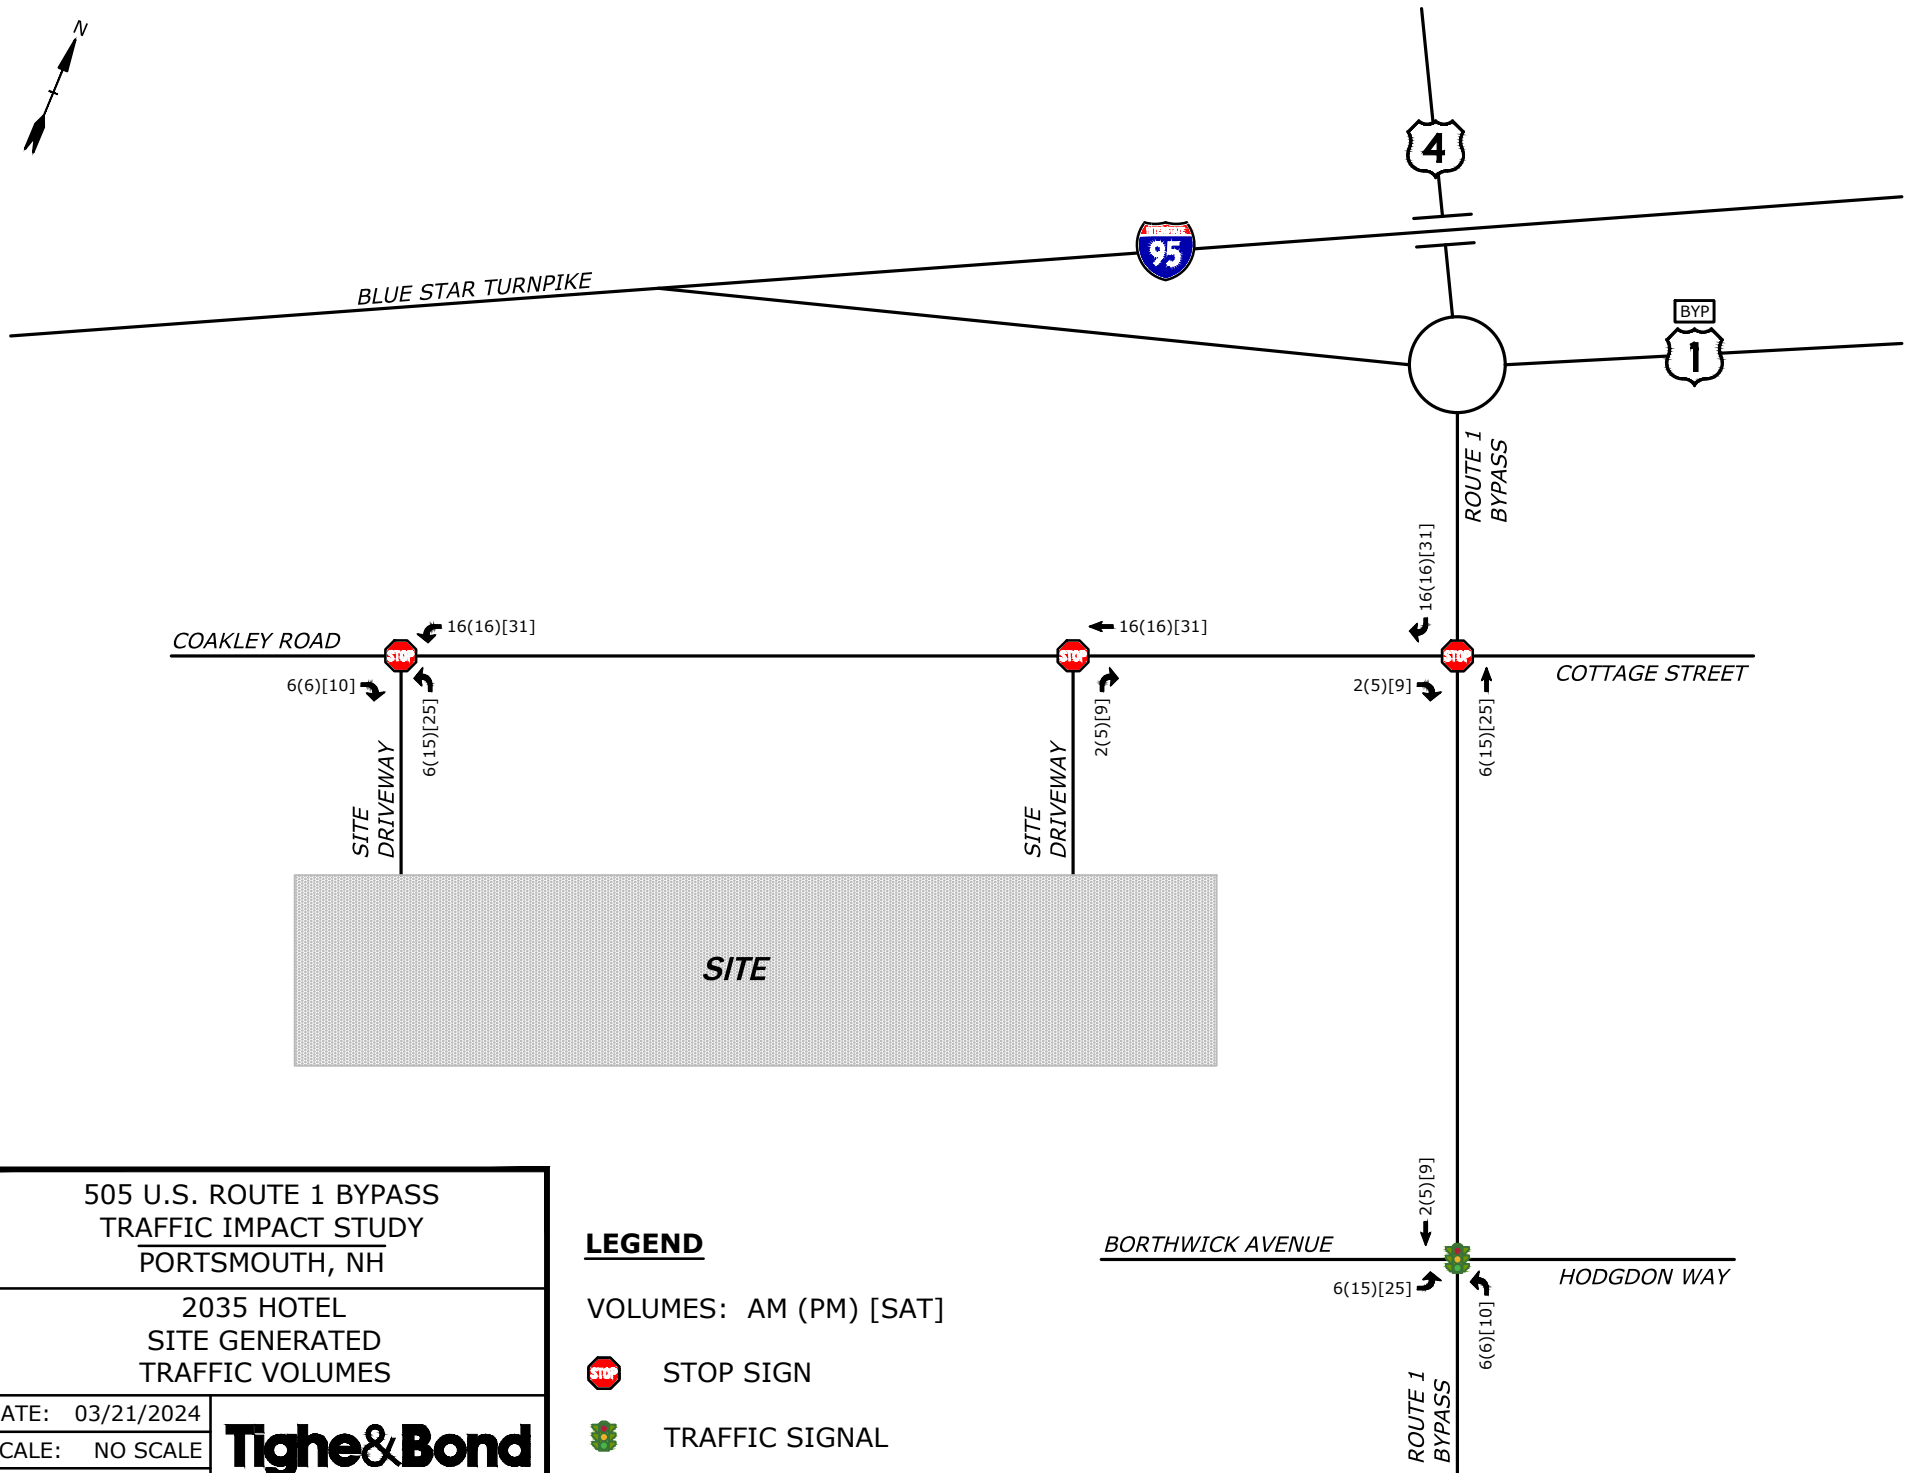 N
4
INTERSTATE
95
BLUE STAR TURNPIKE
BYP
1
ROUTE 1
BYPASS
16(16)[31]
COAKLEY ROAD
STOP
16(16)[31]
STOP
16(16)[31]
STOP
COTTAGE STREET
6(6)[10]
6(15)[25]
2(5)[9]
2(5)[9]
6(15)[25]
SITE
DRIVEWAY
SITE
DRIVEWAY
SITE
2(5)[9]
BORTHWICK AVENUE
HODGDON WAY
6(15)[25]
6(6)[10]
ROUTE 1
BYPASS
505 U.S. ROUTE 1 BYPASS
TRAFFIC IMPACT STUDY
PORTSMOUTH, NH
2035 HOTEL
SITE GENERATED
TRAFFIC VOLUMES
ATE: 03/21/2024
CALE: NO SCALE
Tighe&Bond
LEGEND
VOLUMES: AM (PM) [SAT]
STOP
STOP SIGN
TRAFFIC SIGNAL